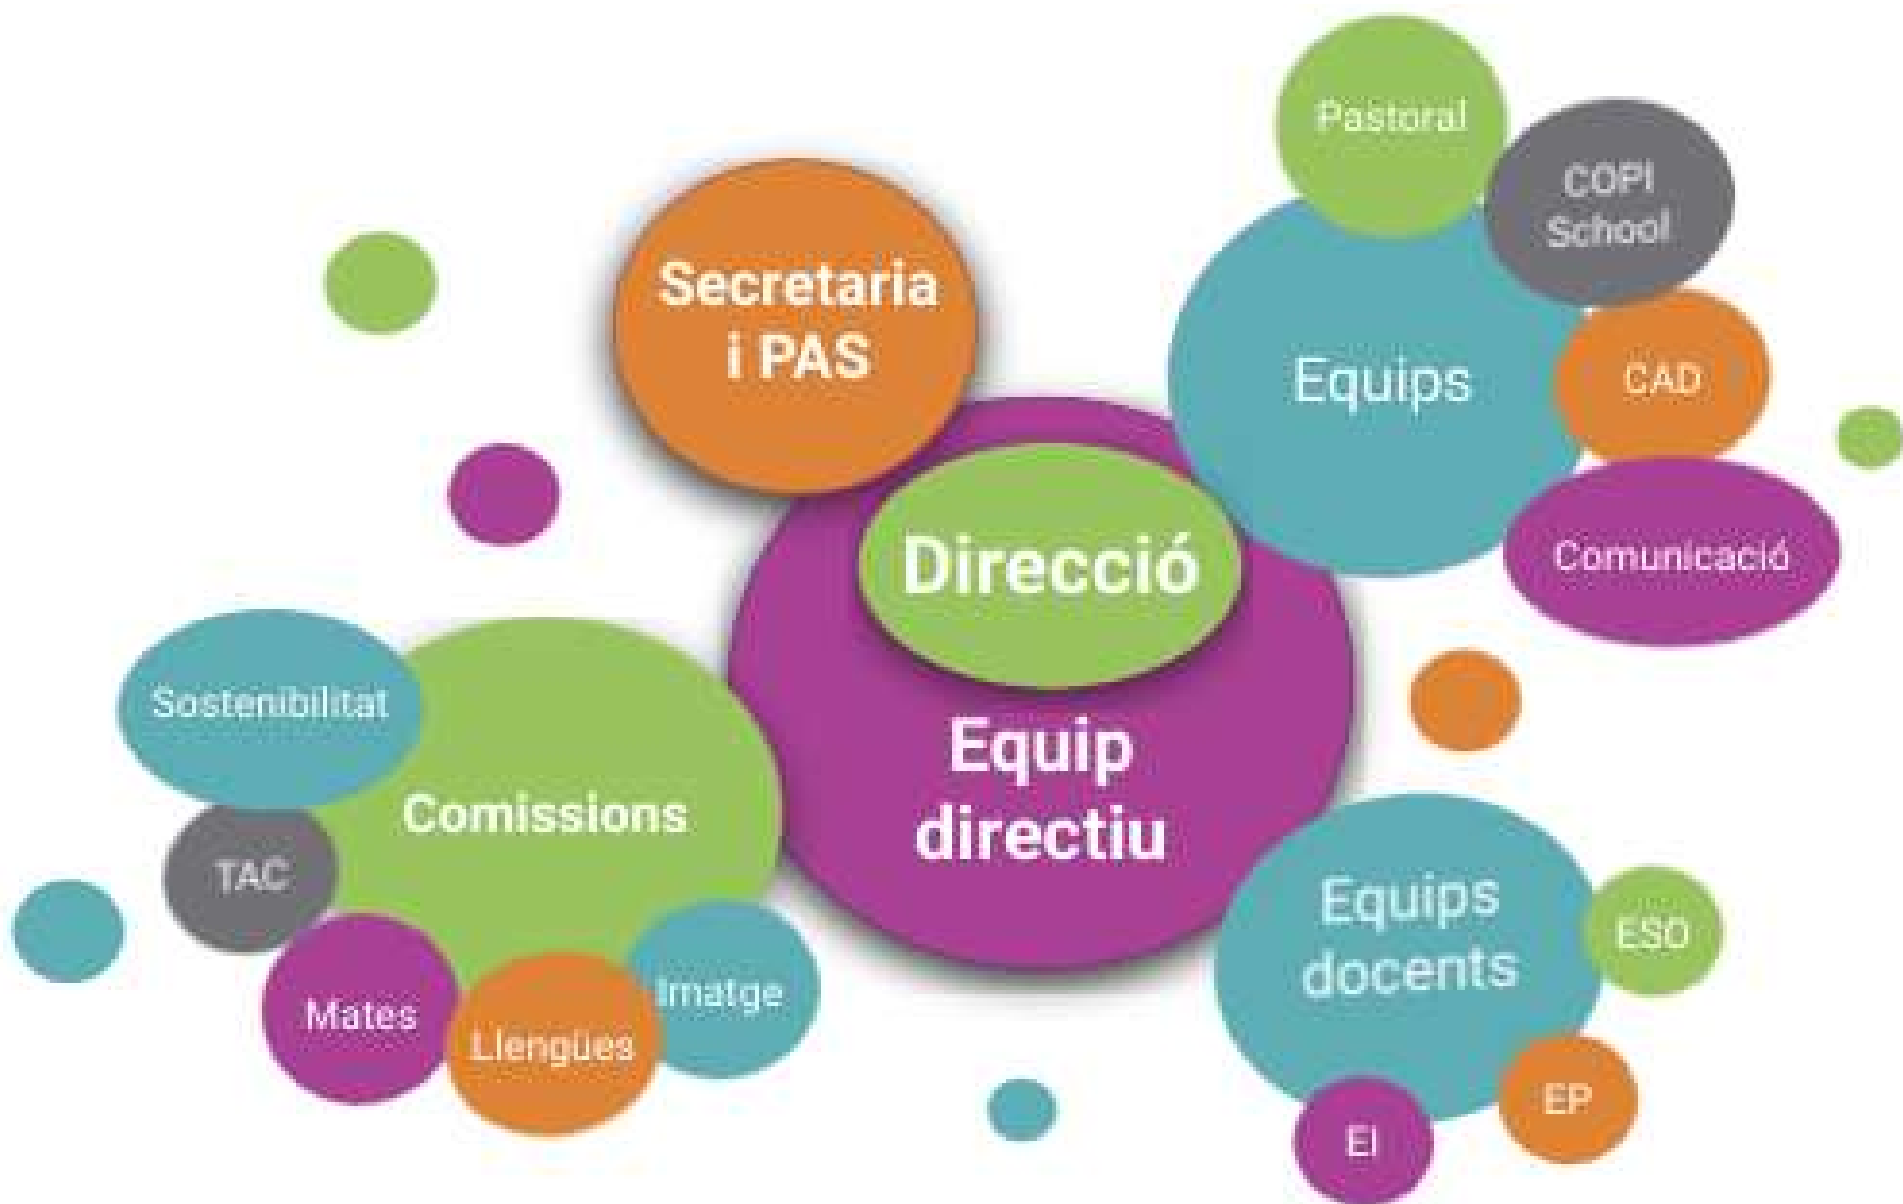 Pastoral
COPI
School
Secretaria
i PAS
Equips
CAD
Direcció
Comunicació
Sostenibilitat
Equip
directiu
Comissions
TAC
Equips
docents
ESO
Imatge
Mates
Llengües
EP
EI